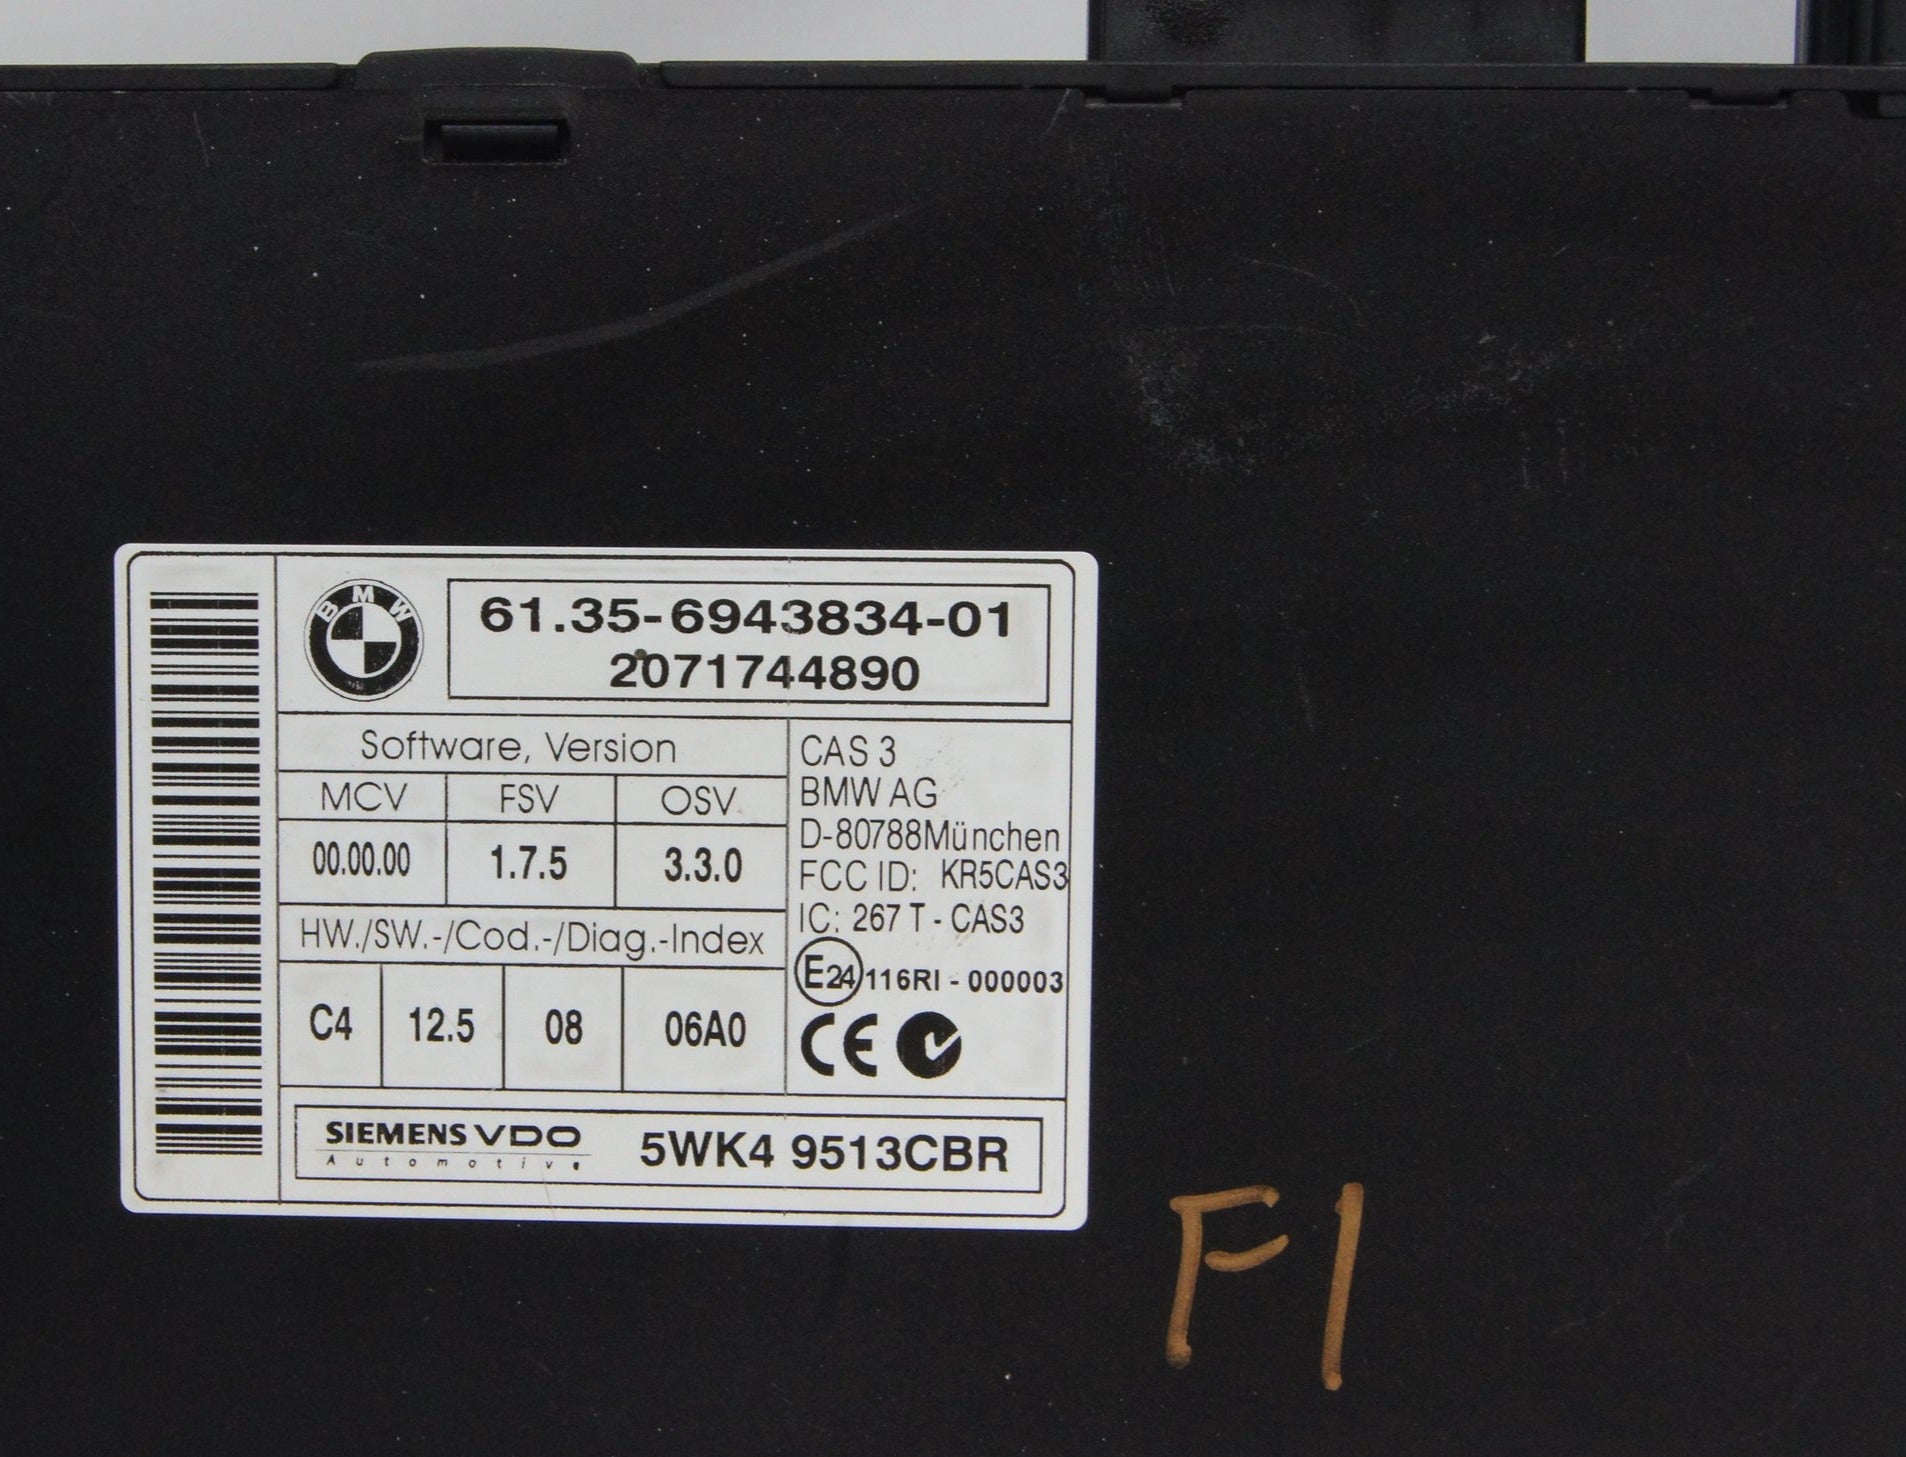 BMW
61.35-6943834-01
2071744890
Software, Version
MCV FSV OSV
00.00.00 1.7.5 3.3.0
HW./SW.-/Cod.-/Diag.-Index
C4 12.5 08 06A0
CAS 3
BMW AG
D-80788München
FCC ID: KR5CAS3
IC: 267 T - CAS3
E24 116RI - 000003
CE
SIEMENS VDO
Automotive
5WK4 9513CBR
F1